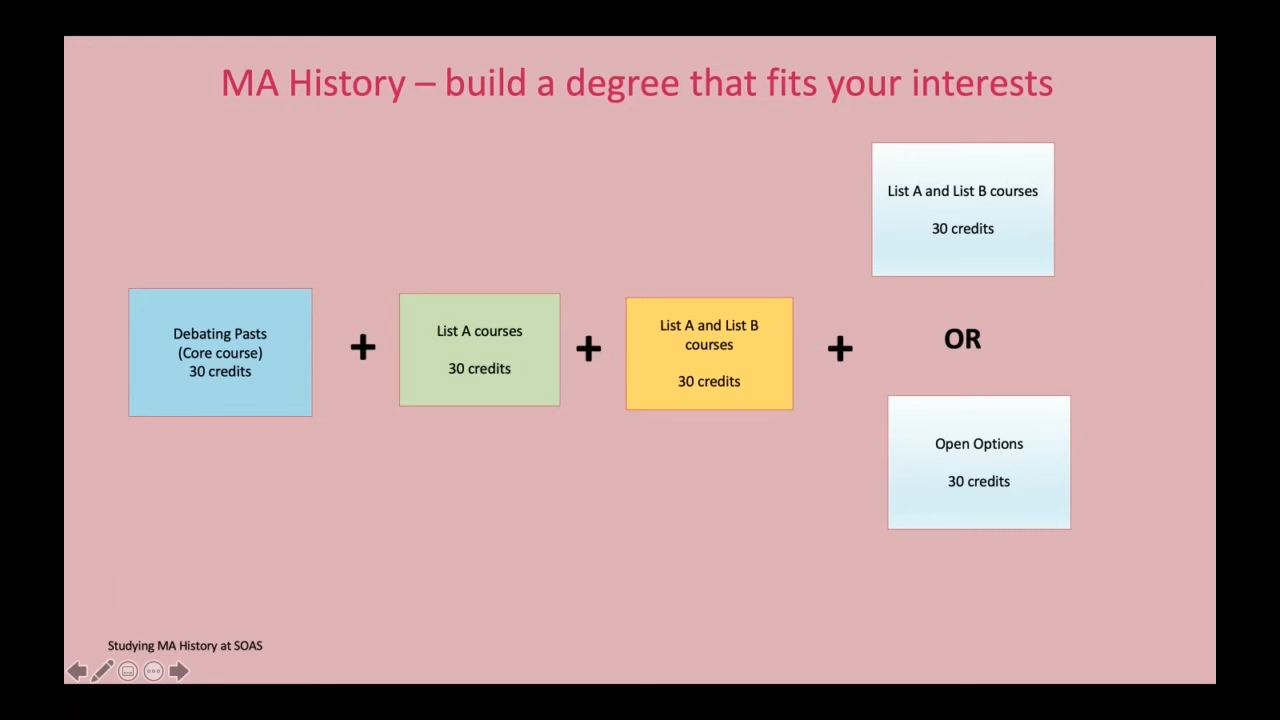 MA History – build a degree that fits your interests
List A and List B courses
30 credits
Debating Pasts
(Core course)
30 credits
+
List A courses
30 credits
+
List A and List B
courses
30 credits
+
OR
Open Options
30 credits
Studying MA History at SOAS